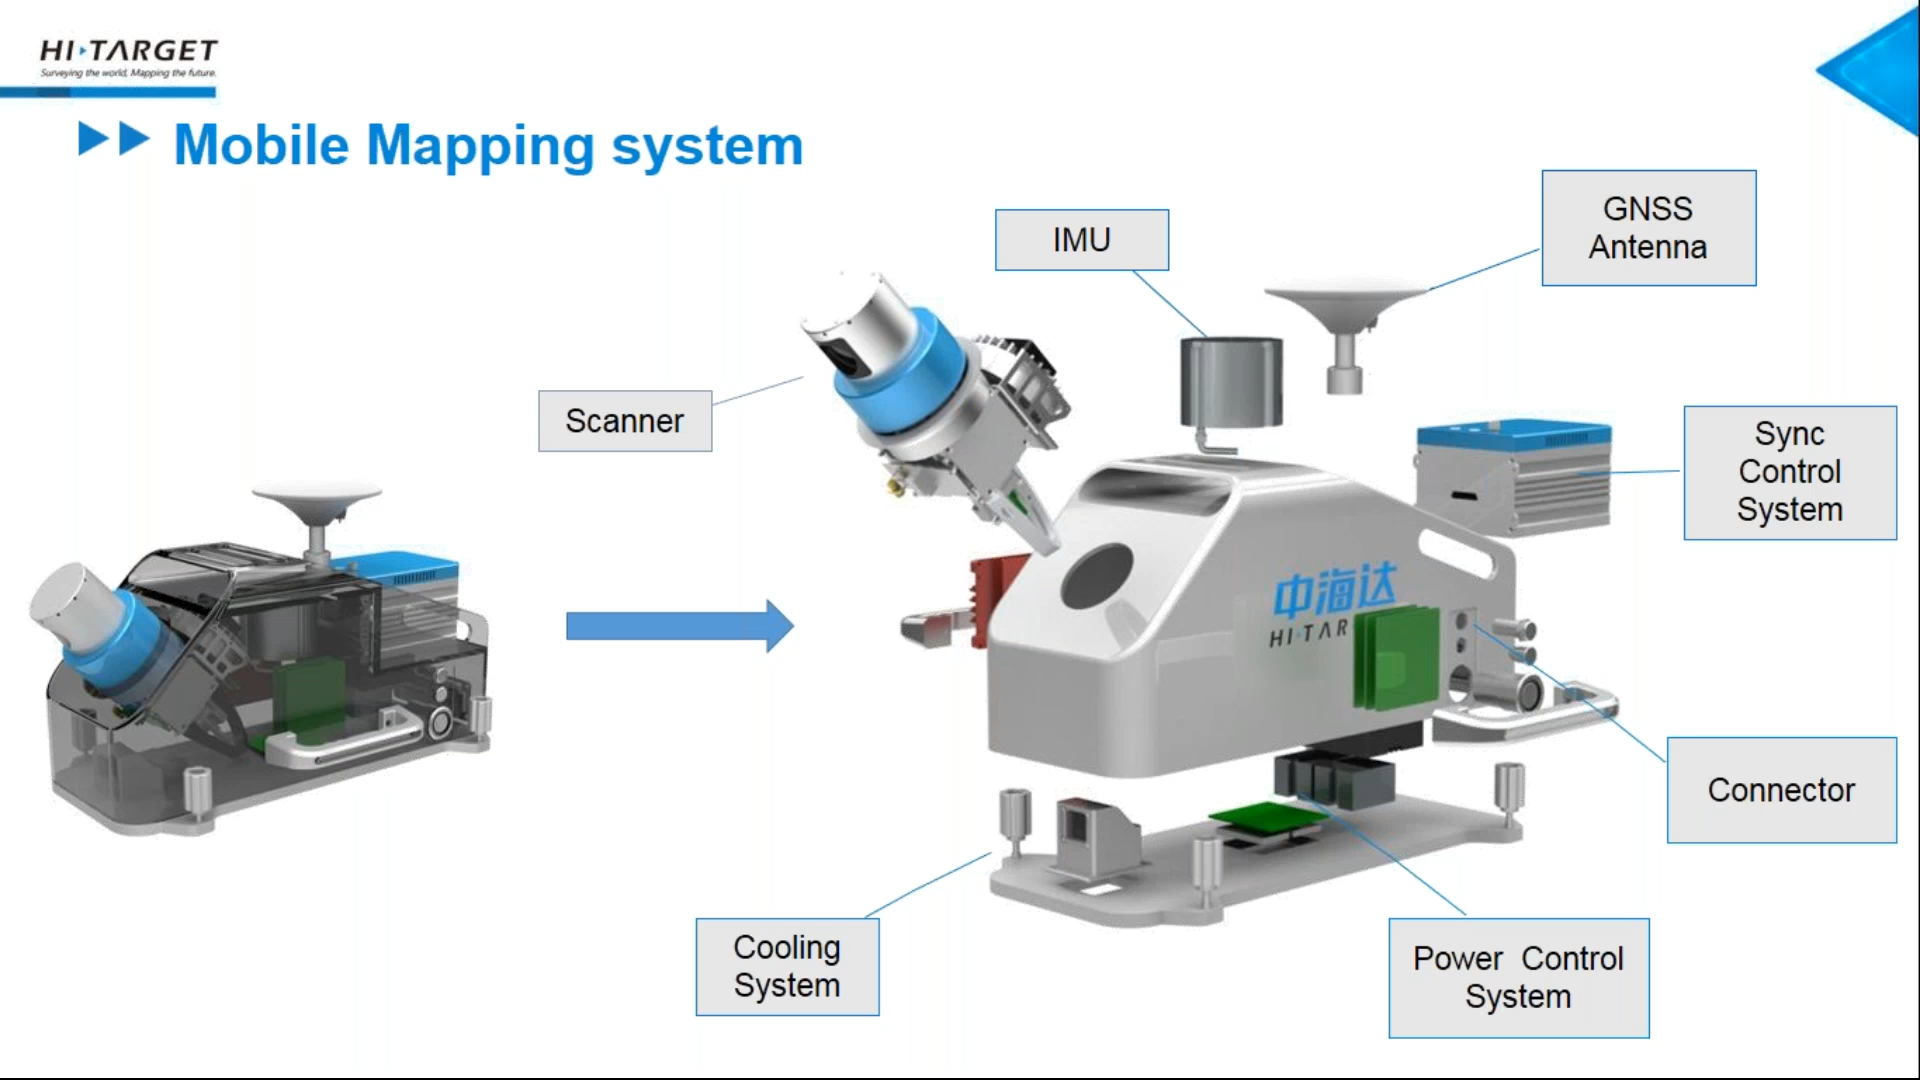 HI·TARGET
Surveying the world, Mapping the future.
Mobile Mapping system
GNSS
Antenna
IMU
Scanner
Sync
Control
System
中海达
HI·TAR
Connector
Cooling
System
Power Control
System